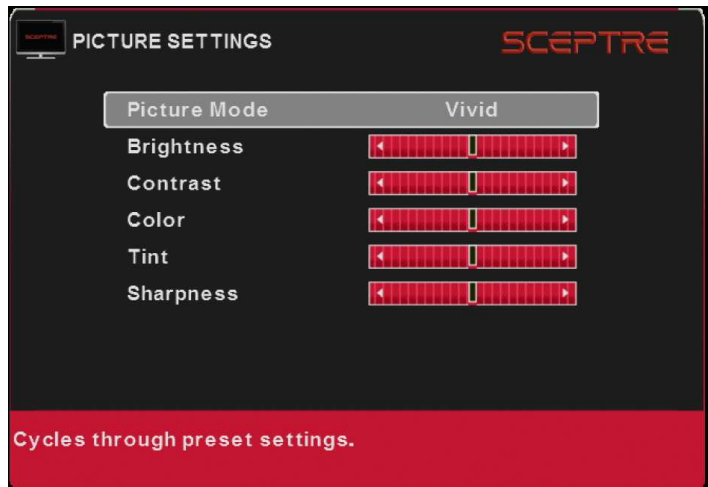 SCEPTRE
PICTURE SETTINGS
SCEPTRE
Picture Mode Vivid
Brightness
Contrast
Color
Tint
Sharpness
Cycles through preset settings.